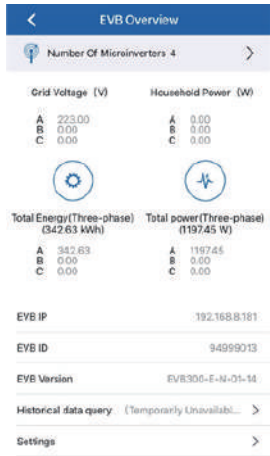 EVB Overview
Number Of Microinverters 4
Grid Voltage (V) Household Power (W)
A 223.00 A 0.00
B 0.00 B 0.00
C 0.00 C 0.00
Total Energy(Three-phase) Total power(Three-phase)
(342.63 kWh) (1197.45 W)
A 342.63 A 1197.45
B 0.00 B 0.00
C 0.00 C 0.00
EVB IP 192.168.8.181
EVB ID 94999013
EVB Version EVB300-E-N-01-14
Historical data query (Temporarily Unavailabl...
Settings